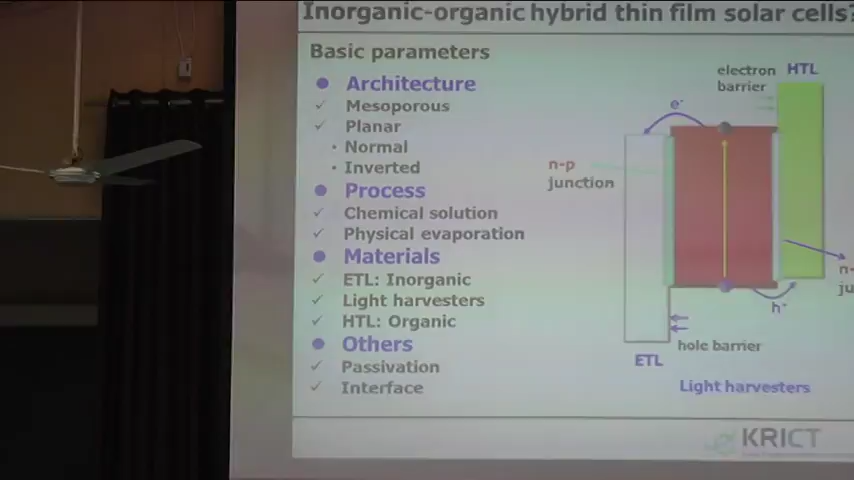 Inorganic-organic hybrid thin film solar cells?
Basic parameters
Architecture
Mesoporous
Planar
Normal
Inverted
Process
Chemical solution
Physical evaporation
Materials
ETL: Inorganic
Light harvesters
HTL: Organic
Others
Passivation
Interface
electron
barrier
HTL
e-
n-p
junction
n-
ju
h+
hole barrier
ETL
Light harvesters
KRICT